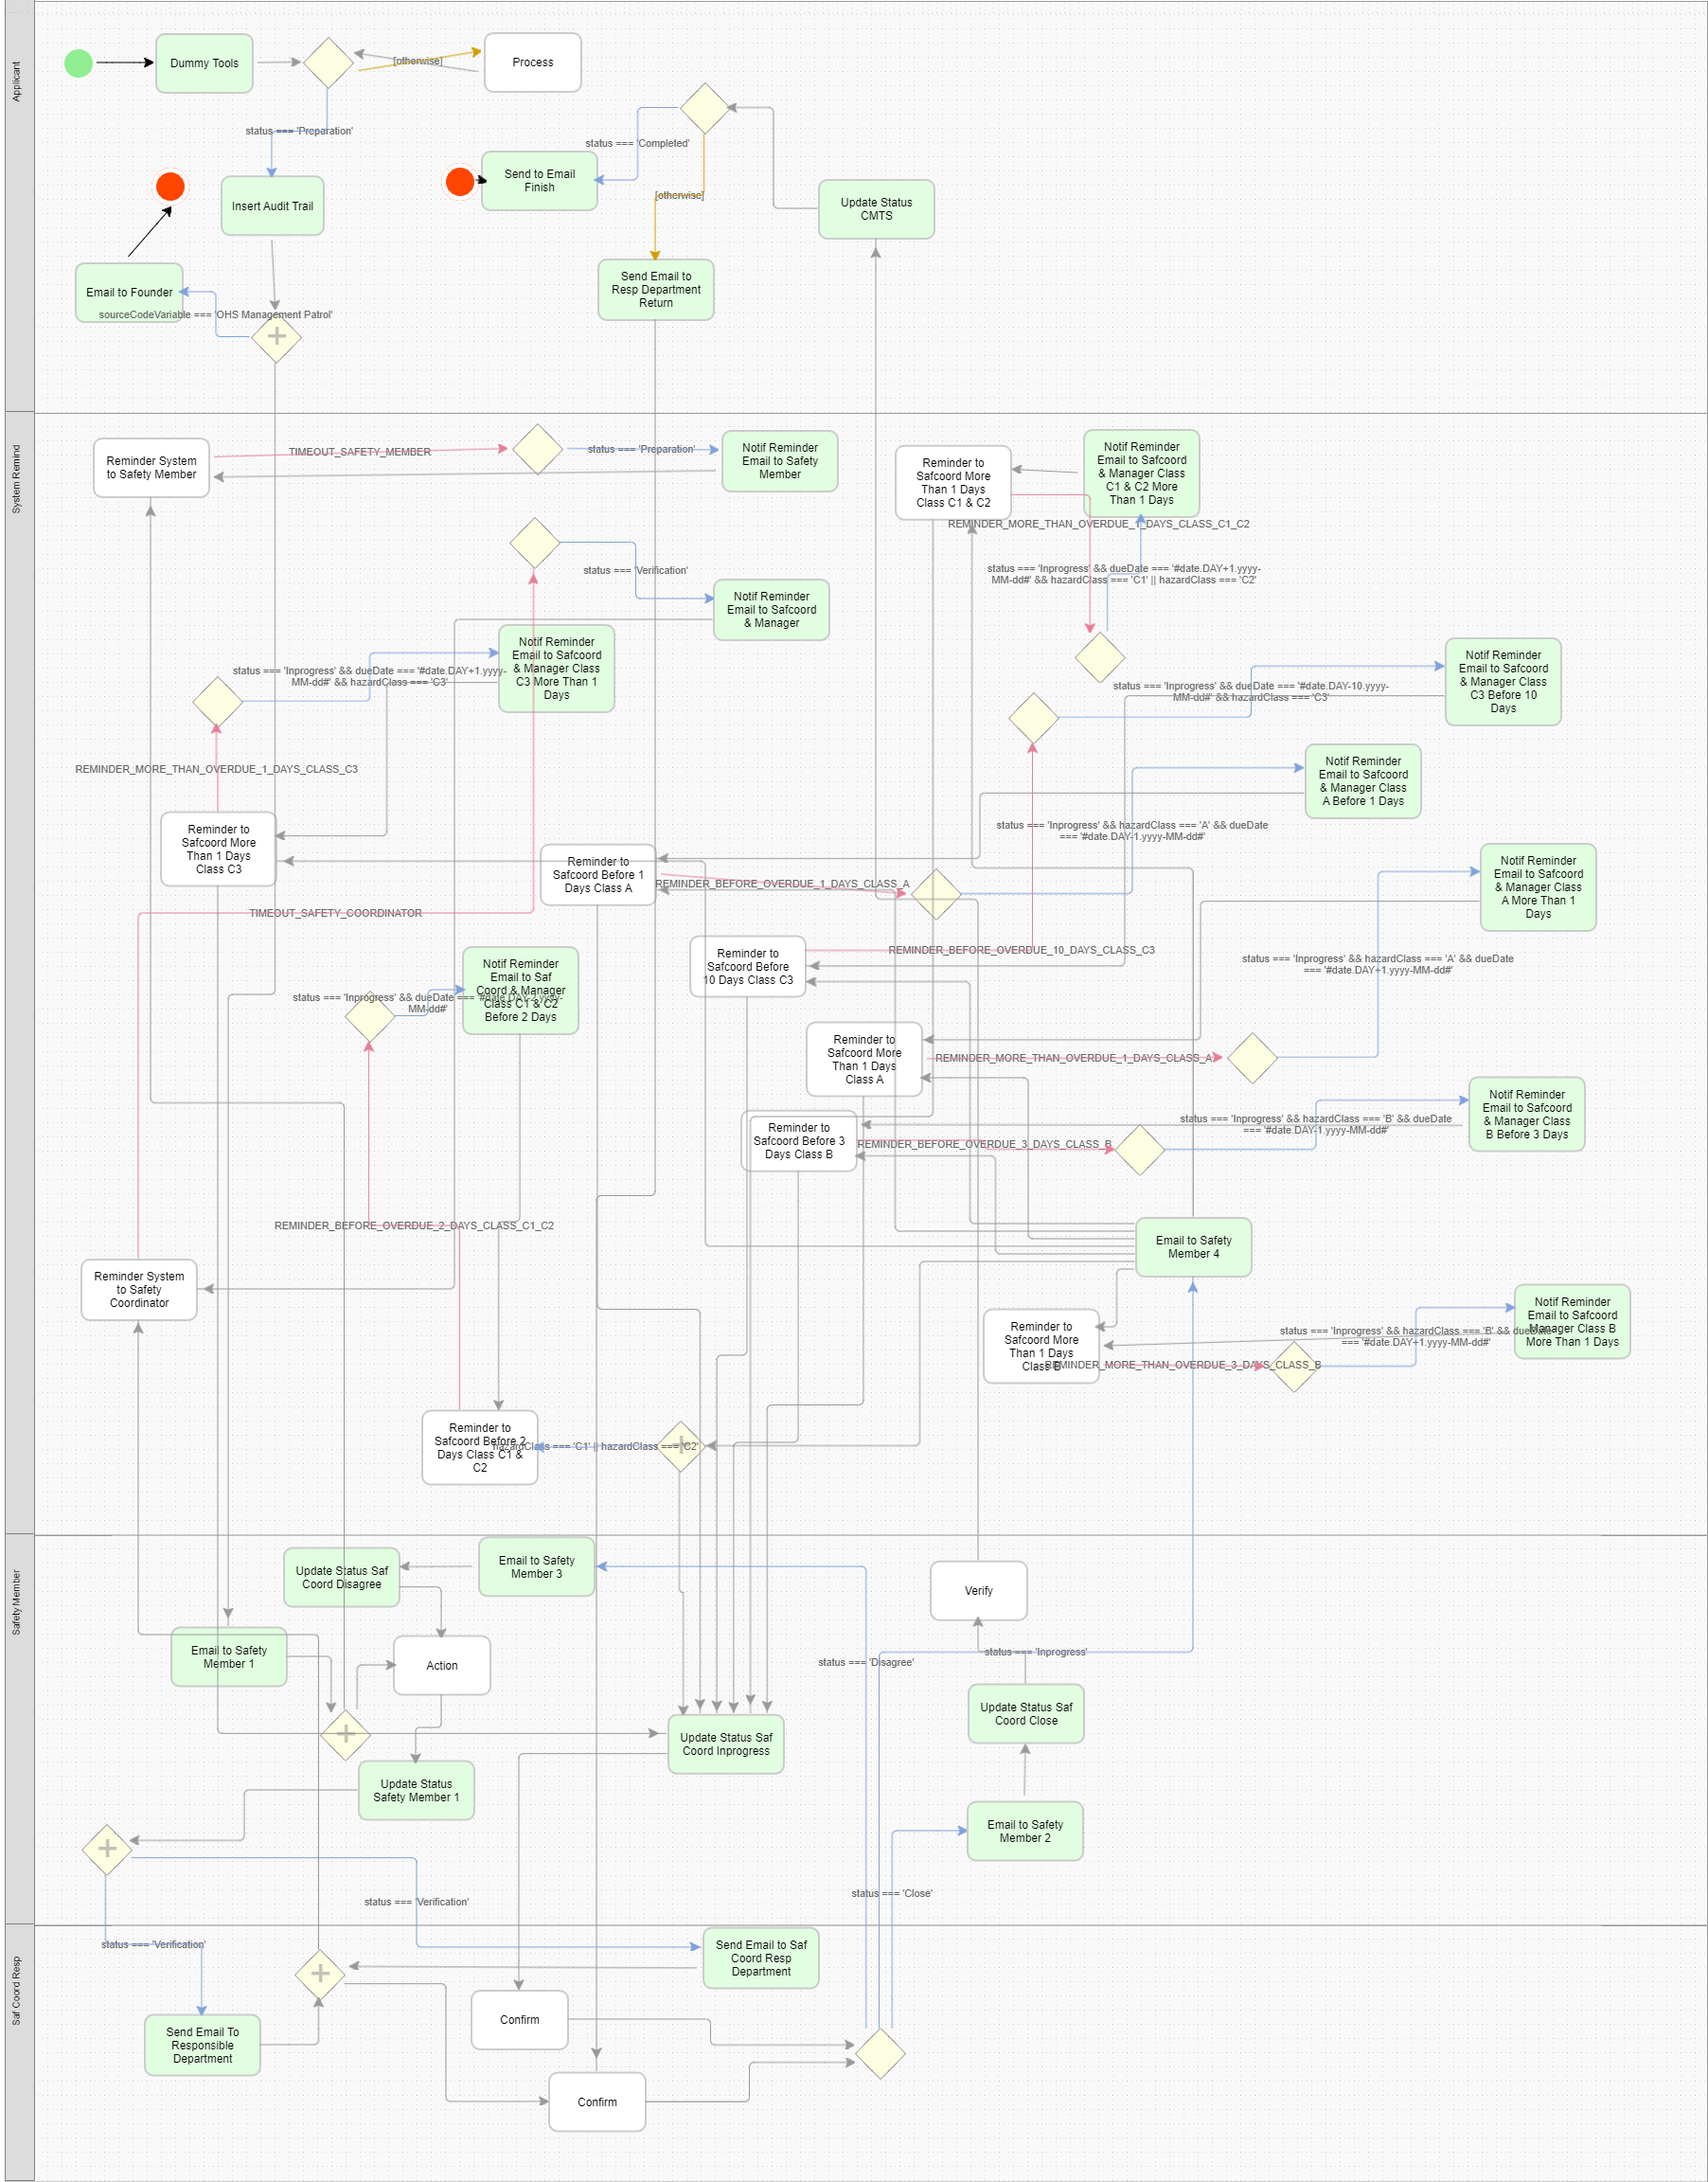 Applicant
Dummy Tools
[otherwise]
Process
status === 'Preparation'
status === 'Completed'
Send to Email
Finish
Insert Audit Trail
[otherwise]
Update Status
CMTS
Email to Founder
Send Email to
Resp Department
Return
sourceCodeVariable === 'OHS Management Patrol'
System Remind
Reminder System
to Safety Member
TIMEOUT_SAFETY_MEMBER
status === 'Preparation'
Notif Reminder
Email to Safety
Member
Reminder to
Safcoord More
Than 1 Days
Class C1 & C2
Notif Reminder
Email to Safcoord
& Manager Class
C1 & C2 More
Than 1 Days
REMINDER_MORE_THAN_OVERDUE_1_DAYS_CLASS_C1_C2
status === 'Verification'
status === 'Inprogress' && dueDate === '#date.DAY+1.yyyy-
MM-dd#' && hazardClass === 'C1' || hazardClass === 'C2'
Notif Reminder
Email to Safcoord
& Manager
Notif Reminder
Email to Safcoord
& Manager Class
C3 More Than 1
Days
status === 'Inprogress' && dueDate === '#date.DAY+1.yyyy-
MM-dd#' && hazardClass === 'C3'
Notif Reminder
Email to Safcoord
& Manager Class
C3 Before 10
Days
status === 'Inprogress' && dueDate === '#date.DAY-10.yyyy-
MM-dd#' && hazardClass === 'C3'
REMINDER_MORE_THAN_OVERDUE_1_DAYS_CLASS_C3
Notif Reminder
Email to Safcoord
& Manager Class
A Before 1 Days
Reminder to
Safcoord More
Than 1 Days
Class C3
status === 'Inprogress' && hazardClass === 'A' && dueDate
=== '#date.DAY-1.yyyy-MM-dd#'
Reminder to
Safcoord Before 1
Days Class A
REMINDER_BEFORE_OVERDUE_1_DAYS_CLASS_A
Notif Reminder
Email to Safcoord
& Manager Class
A More Than 1
Days
TIMEOUT_SAFETY_COORDINATOR
Reminder to
Safcoord Before
10 Days Class C3
REMINDER_BEFORE_OVERDUE_10_DAYS_CLASS_C3
status === 'Inprogress' && hazardClass === 'A' && dueDate
=== '#date.DAY+1.yyyy-MM-dd#'
Notif Reminder
Email to Saf
Coord & Manager
Class C1 & C2
Before 2 Days
status === 'Inprogress' && dueDate === '#date.DAY-2.yyyy-
MM-dd#'
Reminder to
Safcoord More
Than 1 Days
Class A
REMINDER_MORE_THAN_OVERDUE_1_DAYS_CLASS_A
Notif Reminder
Email to Safcoord
& Manager Class
B Before 3 Days
Reminder to
Safcoord Before 3
Days Class B
REMINDER_BEFORE_OVERDUE_3_DAYS_CLASS_B
status === 'Inprogress' && hazardClass === 'B' && dueDate
=== '#date.DAY-1.yyyy-MM-dd#'
REMINDER_BEFORE_OVERDUE_2_DAYS_CLASS_C1_C2
Email to Safety
Member 4
Reminder System
to Safety
Coordinator
Reminder to
Safcoord More
Than 1 Days
Class B
REMINDER_MORE_THAN_OVERDUE_3_DAYS_CLASS_B
Notif Reminder
Email to Safcoord
Manager Class B
More Than 1 Days
status === 'Inprogress' && hazardClass === 'B' && dueDate
=== '#date.DAY+1.yyyy-MM-dd#'
Reminder to
Safcoord Before 2
Days Class C1 &
C2
hazardClass === 'C1' || hazardClass === 'C2'
Safety Member
Update Status Saf
Coord Disagree
Email to Safety
Member 3
Verify
Email to Safety
Member 1
Action
status === 'Disagree'
status === 'Inprogress'
Update Status Saf
Coord Close
Update Status Saf
Coord Inprogress
Update Status
Safety Member 1
Email to Safety
Member 2
status === 'Verification'
status === 'Close'
Saf Coord Resp
status === 'Verification'
Send Email to Saf
Coord Resp
Department
Confirm
Send Email To
Responsible
Department
Confirm